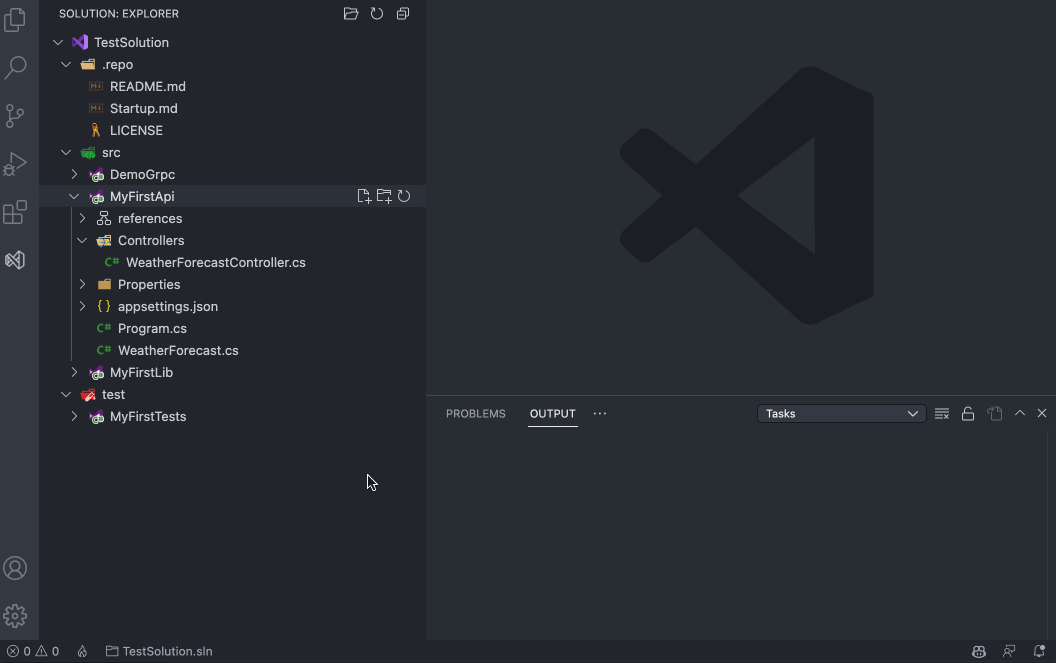 SOLUTION: EXPLORER
TestSolution
.repo
README.md
Startup.md
LICENSE
src
DemoGrpc
MyFirstApi
references
Controllers
C# WeatherForecastController.cs
Properties
{} appsettings.json
C# Program.cs
C# WeatherForecast.cs
MyFirstLib
test
MyFirstTests
PROBLEMS OUTPUT ··· Tasks
0 0 TestSolution.sln